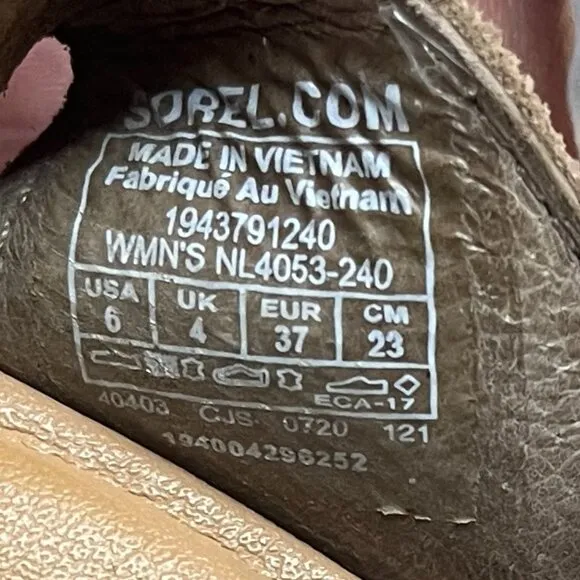 SOREL.COM
MADE IN VIETNAM
Fabriqué Au Vietnam
1943791240
WMN'S NL4053-240
USA UK EUR CM
6 4 37 23
ECA-17
40403 CJS 0720 121
194004296252